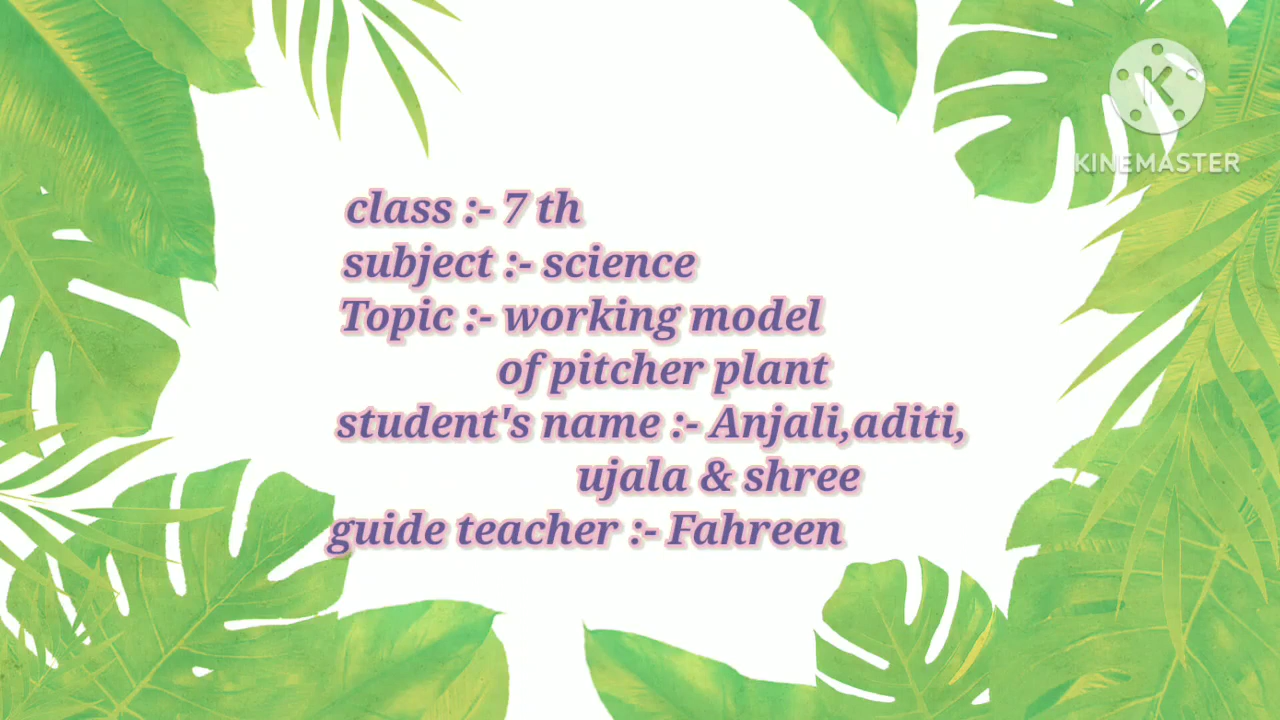 KINEMASTER
class :- 7 th
subject :- science
Topic :- working model
of pitcher plant
student's name :- Anjali,aditi,
ujala & shree
guide teacher :- Fahreen